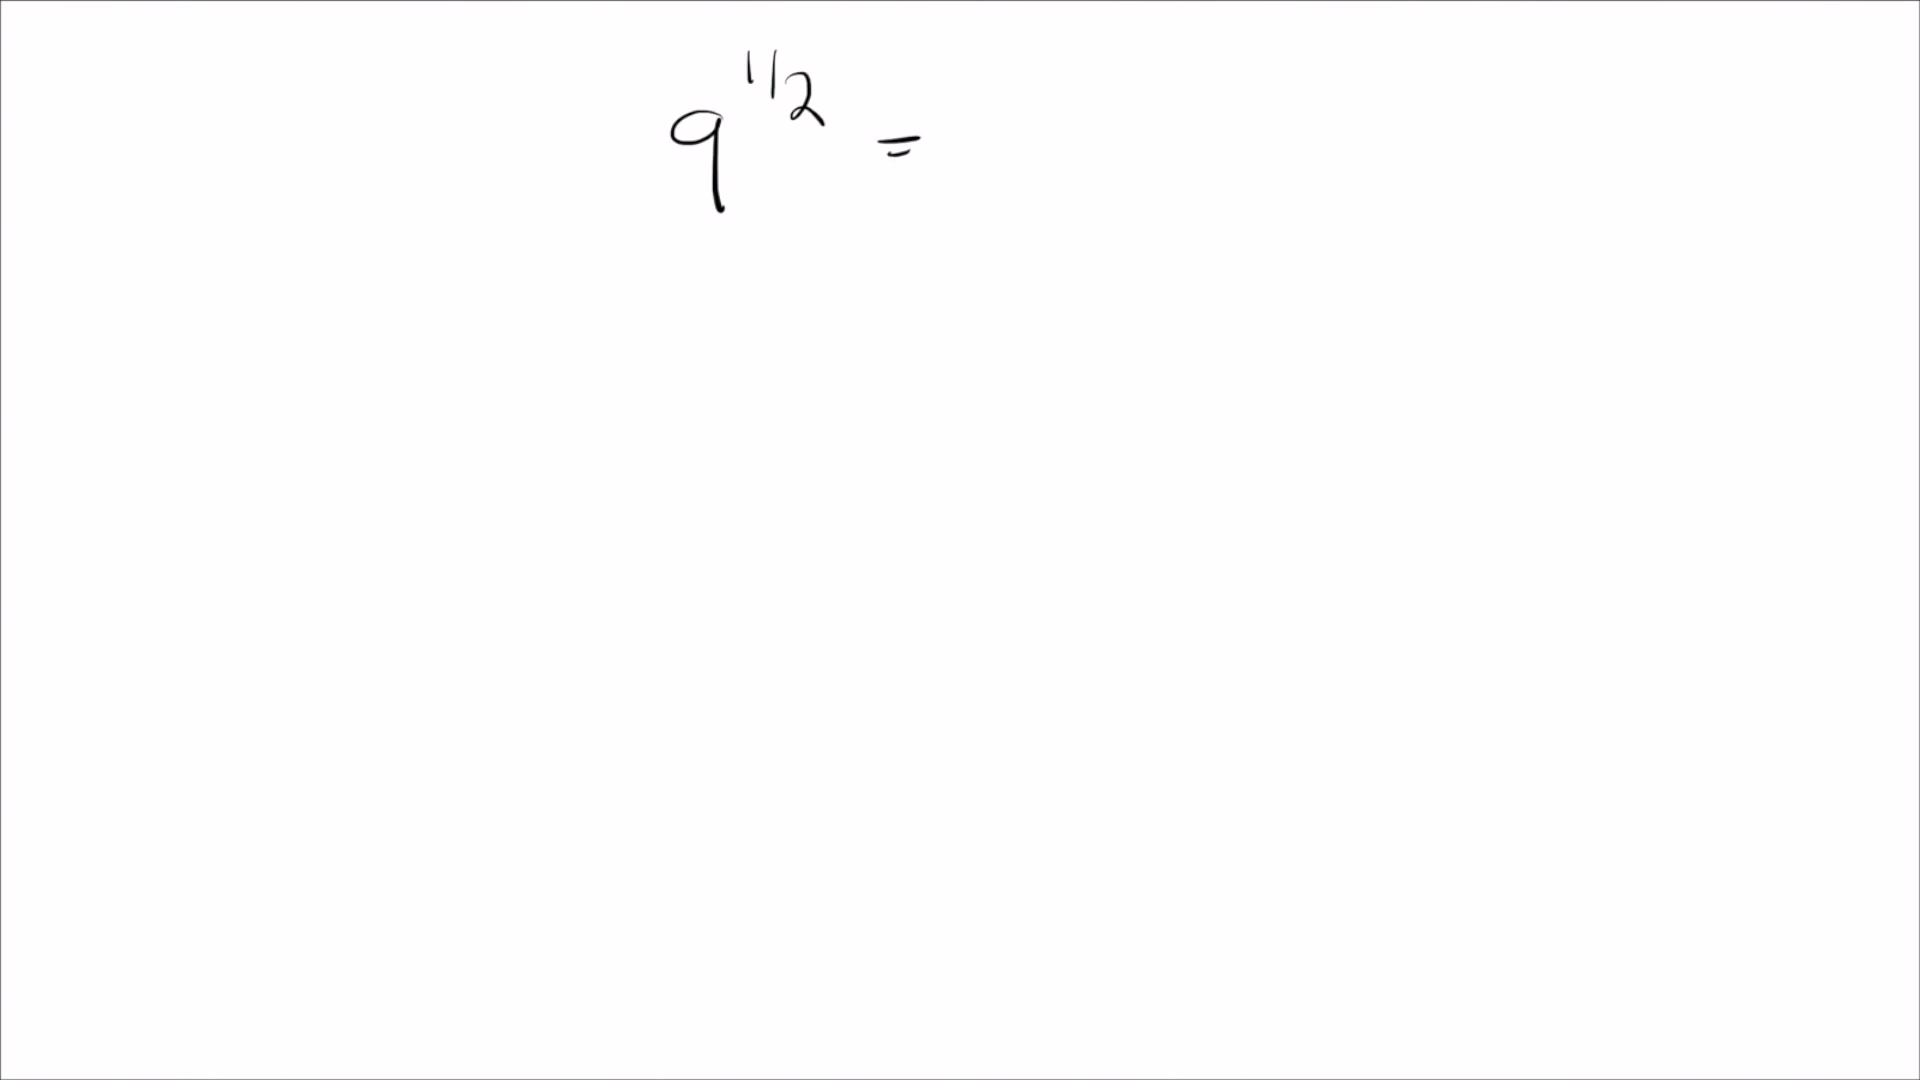 9^{1/2} =